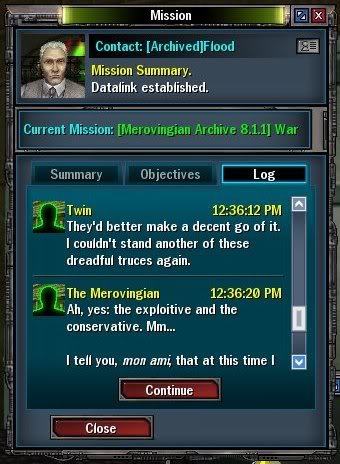 Mission
Contact: [Archived]Flood
Mission Summary.
Datalink established.
Current Mission: [Merovingian Archive 8.1.1] War
Summary Objectives Log
Twin 12:36:12 PM
They'd better make a decent go of it.
I couldn't stand another of these
dreadful truces again.
The Merovingian 12:36:20 PM
Ah, yes: the exploitive and the
conservative. Mm...
I tell you, mon ami, that at this time I
Continue
Close